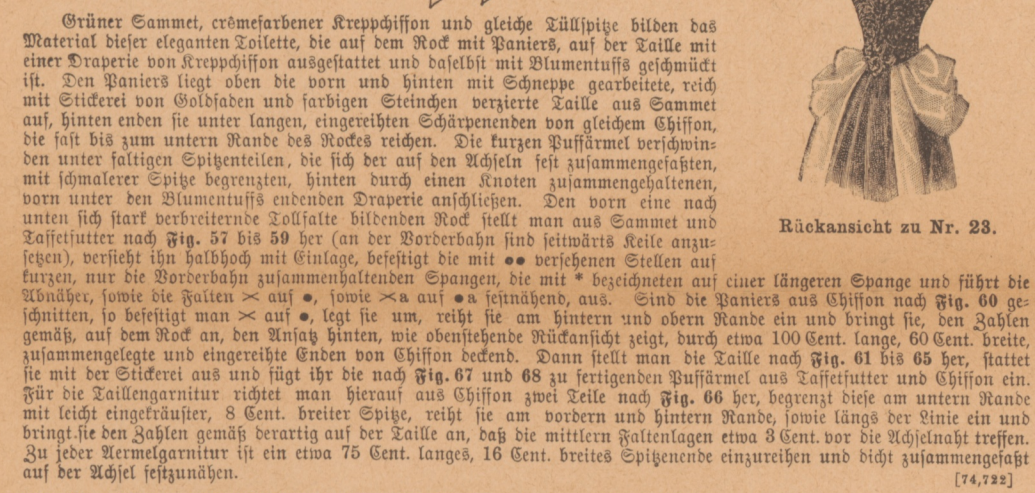 Grüner Sammet, crêmefarbener Kreppchiffon und gleiche Tüllspitze bilden das
Material dieser eleganten Toilette, die auf dem Rock mit Paniers, auf der Taille mit
einer Draperie von Kreppchiffon ausgestattet und daselbst mit Blumentuffs geschmückt
ist. Den Paniers liegt oben die vorn und hinten mit Schneppe gearbeitete, reich
mit Stickerei von Goldfaden und farbigen Steinchen verzierte Taille aus Sammet
auf, hinten enden sie unter langen, eingereihten Schärpenenden von gleichem Chiffon,
die fast bis zum untern Rande des Rockes reichen. Die kurzen Puffärmel verschwin-
den unter faltigen Spitzenteilen, die sich der auf den Achseln fest zusammengefaßten,
mit schmalerer Spitze begrenzten, hinten durch einen Knoten zusammengehaltenen,
vorn unter den Blumentuffs endenden Draperie anschließen. Den vorn eine nach
unten sich stark verbreiternde Tollfalte bildenden Rock stellt man aus Sammet und
Taffetfutter nach Fig. 57 bis 59 her (an der Vorderbahn sind seitwärts Keile anzu-
setzen), versieht ihn halbhoch mit Einlage, befestigt die mit ●● versehenen Stellen auf
kurzen, nur die Vorderbahn zusammenhaltenden Spangen, die mit * bezeichneten auf einer längeren Spange und führt die
Abnäher, sowie die Falten × auf ●, sowie ×a auf ●a festnähend, aus. Sind die Paniers aus Chiffon nach Fig. 60 ge-
schnitten, so befestigt man × auf ●, legt sie um, reiht sie am hintern und obern Rande ein und bringt sie, den Zahlen
gemäß, auf dem Rock an, den Ansatz hinten, wie obenstehende Rückansicht zeigt, durch etwa 100 Cent. lange, 60 Cent. breite,
zusammengelegte und eingereihte Enden von Chiffon deckend. Dann stellt man die Taille nach Fig. 61 bis 65 her, stattet
sie mit der Stickerei aus und fügt ihr die nach Fig. 67 und 68 zu fertigenden Puffärmel aus Taffetfutter und Chiffon ein.
Für die Taillengarnitur richtet man hierauf aus Chiffon zwei Teile nach Fig. 66 her, begrenzt diese am untern Rande
mit leicht eingekräuster, 8 Cent. breiter Spitze, reiht sie am vordern und hintern Rande, sowie längs der Linie ein und
bringt sie den Zahlen gemäß derartig auf der Taille an, daß die mittlern Faltenlagen etwa 3 Cent. vor die Achselnaht treffen.
Zu jeder Aermelgarnitur ist ein etwa 75 Cent. langes, 16 Cent. breites Spitzenende einzureihen und dicht zusammengefaßt
auf der Achsel festzunähen.
[74,722]
Rückansicht zu Nr. 23.